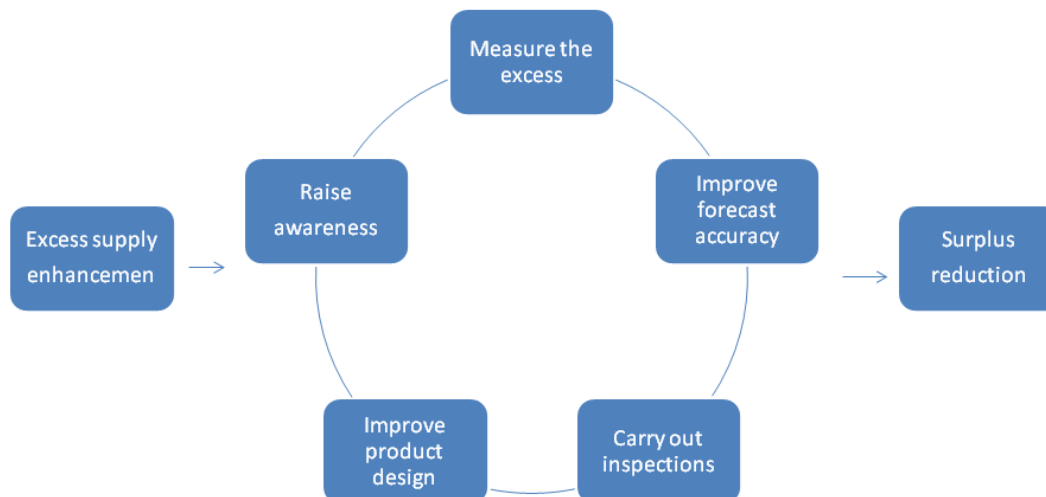 Measure the
excess
Raise
awareness
Improve
forecast
accuracy
Excess supply
enhancemen
Surplus
reduction
Improve
product
design
Carry out
inspections